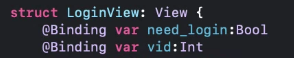 struct LoginView: View {
    @Binding var need_login:Bool
    @Binding var vid:Int